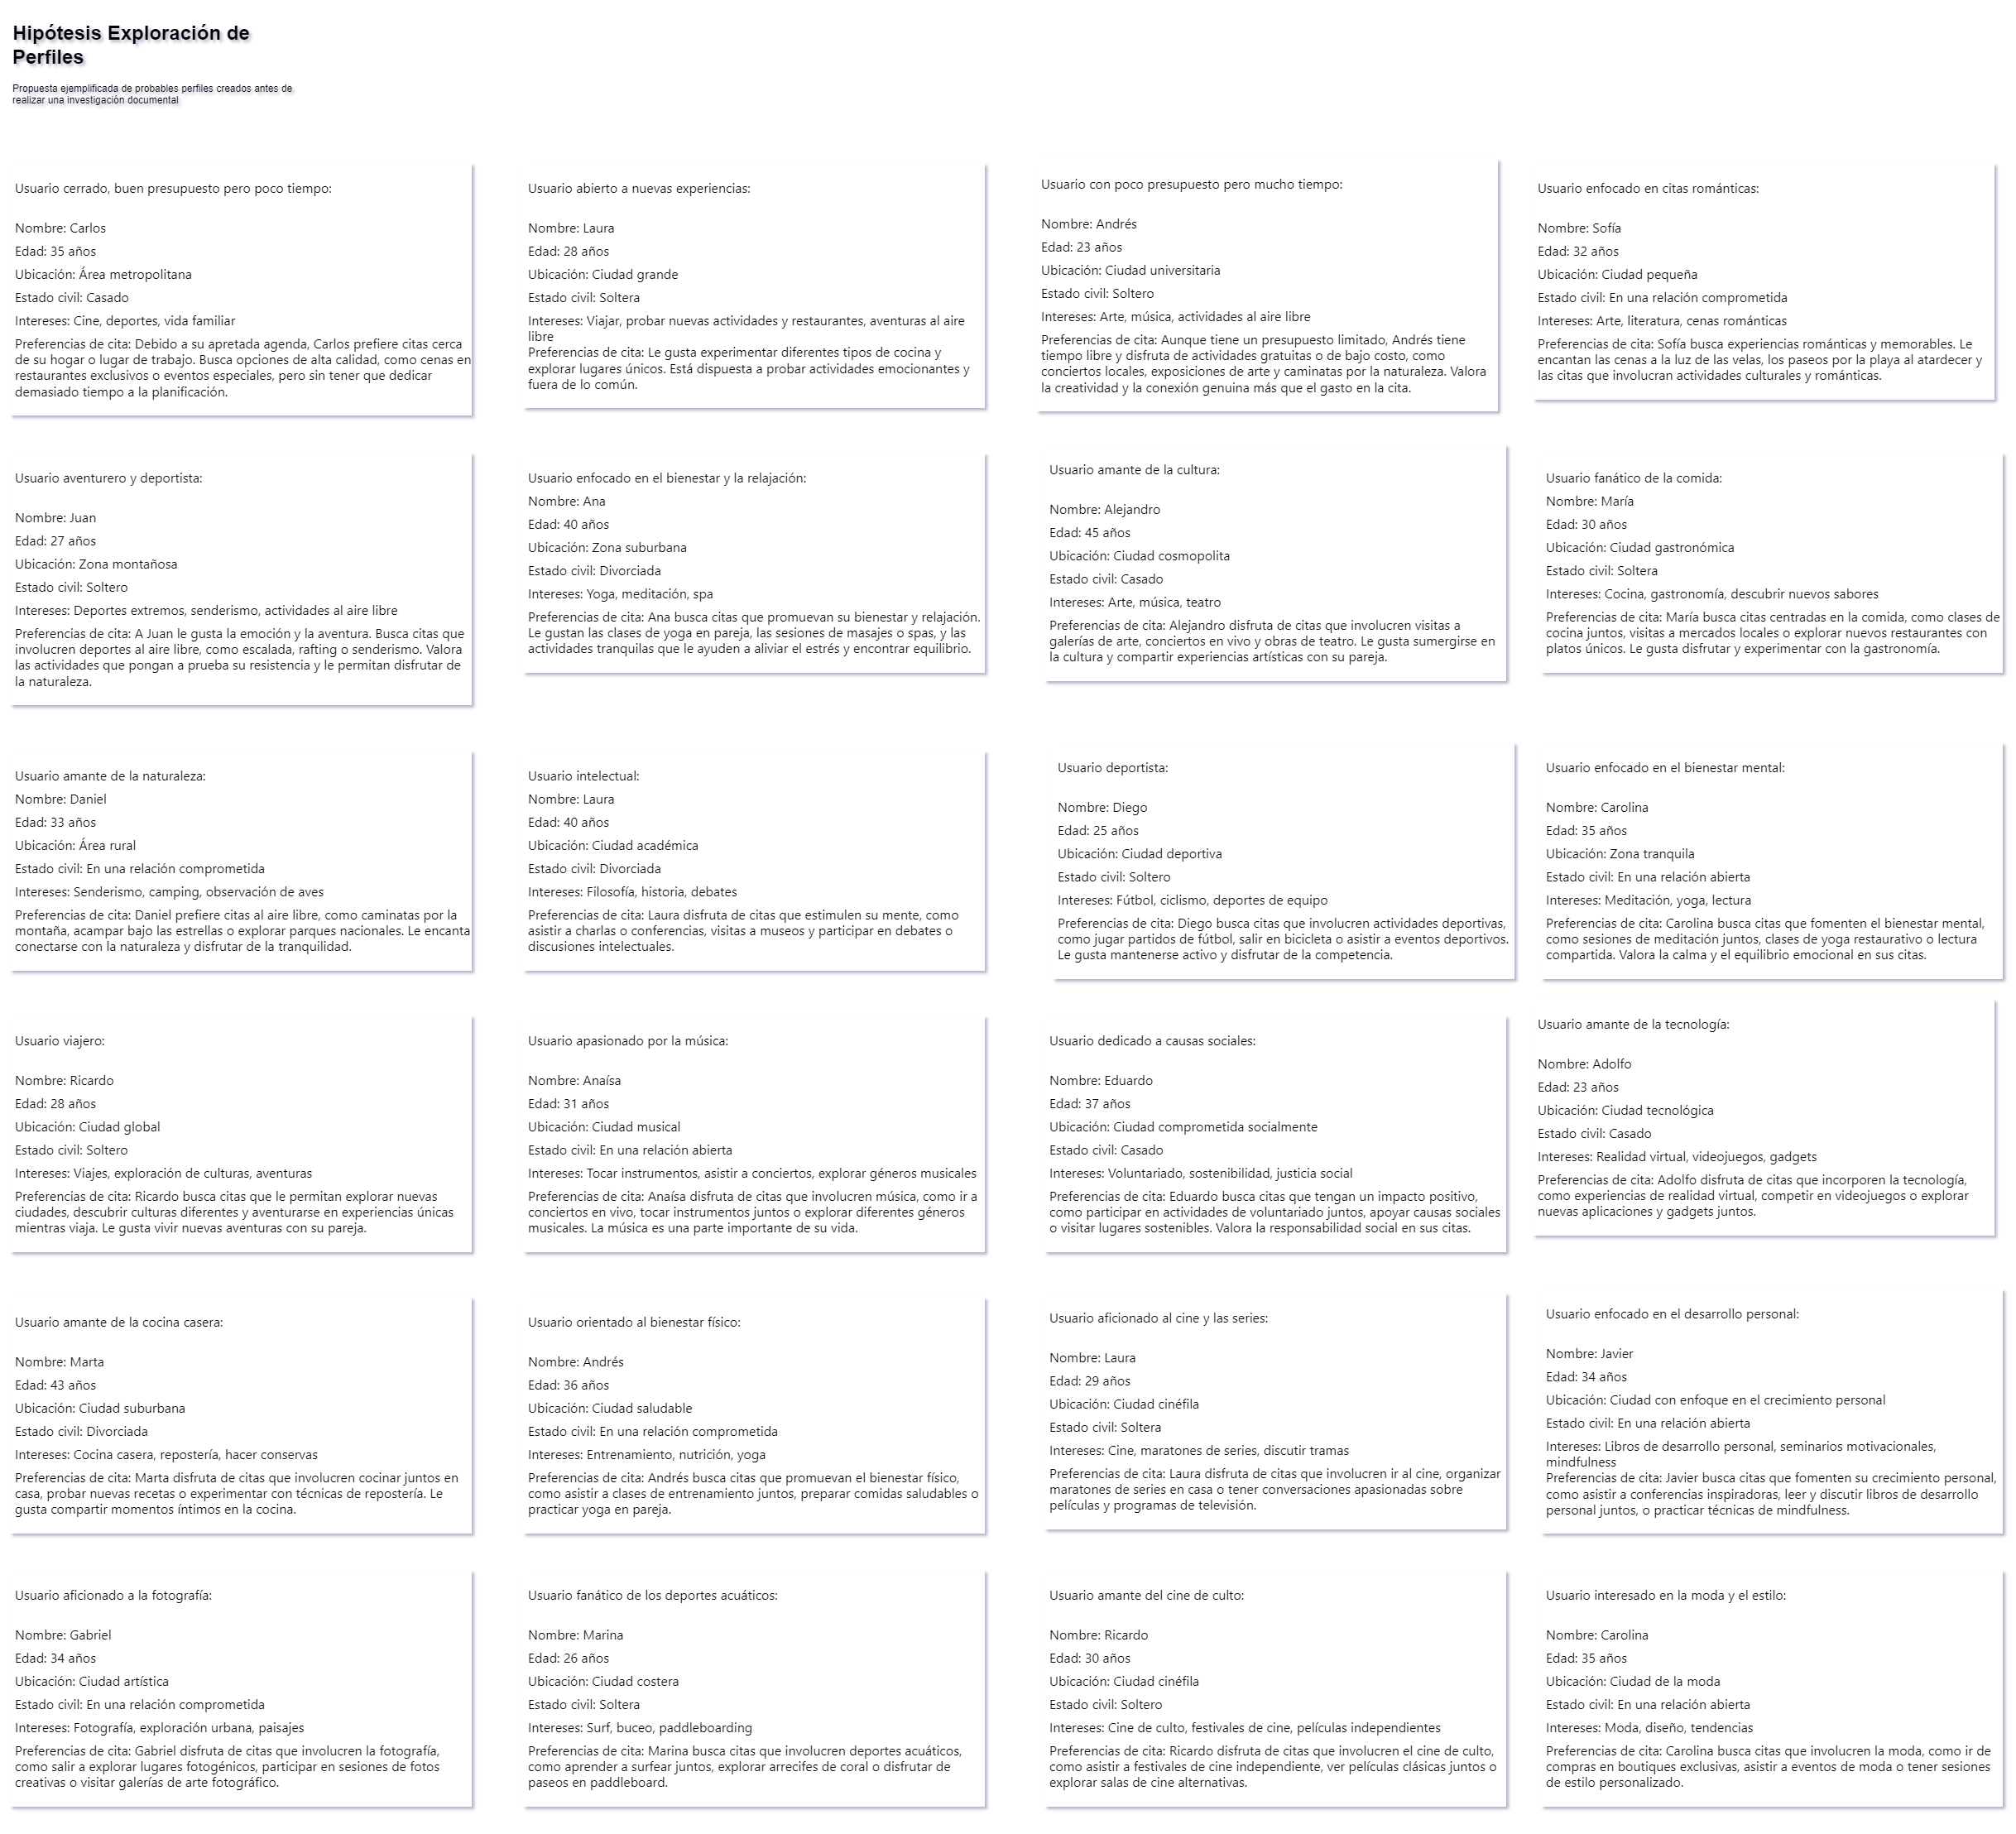 Hipótesis Exploración de
Perfiles
Propuesta ejemplificada de probables perfiles creados antes de
realizar una investigación documental
Usuario cerrado, buen presupuesto pero poco tiempo:
Nombre: Carlos
Edad: 35 años
Ubicación: Área metropolitana
Estado civil: Casado
Intereses: Cine, deportes, vida familiar
Preferencias de cita: Debido a su apretada agenda, Carlos prefiere citas cerca
de su hogar o lugar de trabajo. Busca opciones de alta calidad, como cenas en
restaurantes exclusivos o eventos especiales, pero sin tener que dedicar
demasiado tiempo a la planificación.
Usuario abierto a nuevas experiencias:
Nombre: Laura
Edad: 28 años
Ubicación: Ciudad grande
Estado civil: Soltera
Intereses: Viajar, probar nuevas actividades y restaurantes, aventuras al aire
libre
Preferencias de cita: Le gusta experimentar diferentes tipos de cocina y
explorar lugares únicos. Está dispuesta a probar actividades emocionantes y
fuera de lo común.
Usuario con poco presupuesto pero mucho tiempo:
Nombre: Andrés
Edad: 23 años
Ubicación: Ciudad universitaria
Estado civil: Soltero
Intereses: Arte, música, actividades al aire libre
Preferencias de cita: Aunque tiene un presupuesto limitado, Andrés tiene
tiempo libre y disfruta de actividades gratuitas o de bajo costo, como
conciertos locales, exposiciones de arte y caminatas por la naturaleza. Valora
la creatividad y la conexión genuina más que el gasto en la cita.
Usuario enfocado en citas románticas:
Nombre: Sofía
Edad: 32 años
Ubicación: Ciudad pequeña
Estado civil: En una relación comprometida
Intereses: Arte, literatura, cenas románticas
Preferencias de cita: Sofía busca experiencias románticas y memorables. Le
encantan las cenas a la luz de las velas, los paseos por la playa al atardecer y
las citas que involucran actividades culturales y románticas.
Usuario aventurero y deportista:
Nombre: Juan
Edad: 27 años
Ubicación: Zona montañosa
Estado civil: Soltero
Intereses: Deportes extremos, senderismo, actividades al aire libre
Preferencias de cita: A Juan le gusta la emoción y la aventura. Busca citas que
involucren deportes al aire libre, como escalada, rafting o senderismo. Valora
las actividades que pongan a prueba su resistencia y le permitan disfrutar de
la naturaleza.
Usuario enfocado en el bienestar y la relajación:
Nombre: Ana
Edad: 40 años
Ubicación: Zona suburbana
Estado civil: Divorciada
Intereses: Yoga, meditación, spa
Preferencias de cita: Ana busca citas que promuevan su bienestar y relajación.
Le gustan las clases de yoga en pareja, las sesiones de masajes o spas, y las
actividades tranquilas que le ayuden a aliviar el estrés y encontrar equilibrio.
Usuario amante de la cultura:
Nombre: Alejandro
Edad: 45 años
Ubicación: Ciudad cosmopolita
Estado civil: Casado
Intereses: Arte, música, teatro
Preferencias de cita: Alejandro disfruta de citas que involucren visitas a
galerías de arte, conciertos en vivo y obras de teatro. Le gusta sumergirse en
la cultura y compartir experiencias artísticas con su pareja.
Usuario fanático de la comida:
Nombre: María
Edad: 30 años
Ubicación: Ciudad gastronómica
Estado civil: Soltera
Intereses: Cocina, gastronomía, descubrir nuevos sabores
Preferencias de cita: María busca citas centradas en la comida, como clases de
cocina juntos, visitas a mercados locales o explorar nuevos restaurantes con
platos únicos. Le gusta disfrutar y experimentar con la gastronomía.
Usuario amante de la naturaleza:
Nombre: Daniel
Edad: 33 años
Ubicación: Área rural
Estado civil: En una relación comprometida
Intereses: Senderismo, camping, observación de aves
Preferencias de cita: Daniel prefiere citas al aire libre, como caminatas por la
montaña, acampar bajo las estrellas o explorar parques nacionales. Le encanta
conectarse con la naturaleza y disfrutar de la tranquilidad.
Usuario intelectual:
Nombre: Laura
Edad: 40 años
Ubicación: Ciudad académica
Estado civil: Divorciada
Intereses: Filosofía, historia, debates
Preferencias de cita: Laura disfruta de citas que estimulen su mente, como
asistir a charlas o conferencias, visitas a museos y participar en debates o
discusiones intelectuales.
Usuario deportista:
Nombre: Diego
Edad: 25 años
Ubicación: Ciudad deportiva
Estado civil: Soltero
Intereses: Fútbol, ciclismo, deportes de equipo
Preferencias de cita: Diego busca citas que involucren actividades deportivas,
como jugar partidos de fútbol, salir en bicicleta o asistir a eventos deportivos.
Le gusta mantenerse activo y disfrutar de la competencia.
Usuario enfocado en el bienestar mental:
Nombre: Carolina
Edad: 35 años
Ubicación: Zona tranquila
Estado civil: En una relación abierta
Intereses: Meditación, yoga, lectura
Preferencias de cita: Carolina busca citas que fomenten el bienestar mental,
como sesiones de meditación juntos, clases de yoga restaurativo o lectura
compartida. Valora la calma y el equilibrio emocional en sus citas.
Usuario viajero:
Nombre: Ricardo
Edad: 28 años
Ubicación: Ciudad global
Estado civil: Soltero
Intereses: Viajes, exploración de culturas, aventuras
Preferencias de cita: Ricardo busca citas que le permitan explorar nuevas
ciudades, descubrir culturas diferentes y aventurarse en experiencias únicas
mientras viaja. Le gusta vivir nuevas aventuras con su pareja.
Usuario apasionado por la música:
Nombre: Anaísa
Edad: 31 años
Ubicación: Ciudad musical
Estado civil: En una relación abierta
Intereses: Tocar instrumentos, asistir a conciertos, explorar géneros musicales
Preferencias de cita: Anaísa disfruta de citas que involucren música, como ir a
conciertos en vivo, tocar instrumentos juntos o explorar diferentes géneros
musicales. La música es una parte importante de su vida.
Usuario dedicado a causas sociales:
Nombre: Eduardo
Edad: 37 años
Ubicación: Ciudad comprometida socialmente
Estado civil: Casado
Intereses: Voluntariado, sostenibilidad, justicia social
Preferencias de cita: Eduardo busca citas que tengan un impacto positivo,
como participar en actividades de voluntariado juntos, apoyar causas sociales
o visitar lugares sostenibles. Valora la responsabilidad social en sus citas.
Usuario amante de la tecnología:
Nombre: Adolfo
Edad: 23 años
Ubicación: Ciudad tecnológica
Estado civil: Casado
Intereses: Realidad virtual, videojuegos, gadgets
Preferencias de cita: Adolfo disfruta de citas que incorporen la tecnología,
como experiencias de realidad virtual, competir en videojuegos o explorar
nuevas aplicaciones y gadgets juntos.
Usuario amante de la cocina casera:
Nombre: Marta
Edad: 43 años
Ubicación: Ciudad suburbana
Estado civil: Divorciada
Intereses: Cocina casera, repostería, hacer conservas
Preferencias de cita: Marta disfruta de citas que involucren cocinar juntos en
casa, probar nuevas recetas o experimentar con técnicas de repostería. Le
gusta compartir momentos íntimos en la cocina.
Usuario orientado al bienestar físico:
Nombre: Andrés
Edad: 36 años
Ubicación: Ciudad saludable
Estado civil: En una relación comprometida
Intereses: Entrenamiento, nutrición, yoga
Preferencias de cita: Andrés busca citas que promuevan el bienestar físico,
como asistir a clases de entrenamiento juntos, preparar comidas saludables o
practicar yoga en pareja.
Usuario aficionado al cine y las series:
Nombre: Laura
Edad: 29 años
Ubicación: Ciudad cinéfila
Estado civil: Soltera
Intereses: Cine, maratones de series, discutir tramas
Preferencias de cita: Laura disfruta de citas que involucren ir al cine, organizar
maratones de series en casa o tener conversaciones apasionadas sobre
películas y programas de televisión.
Usuario enfocado en el desarrollo personal:
Nombre: Javier
Edad: 34 años
Ubicación: Ciudad con enfoque en el crecimiento personal
Estado civil: En una relación abierta
Intereses: Libros de desarrollo personal, seminarios motivacionales,
mindfulness
Preferencias de cita: Javier busca citas que fomenten su crecimiento personal,
como asistir a conferencias inspiradoras, leer y discutir libros de desarrollo
personal juntos, o practicar técnicas de mindfulness.
Usuario aficionado a la fotografía:
Nombre: Gabriel
Edad: 34 años
Ubicación: Ciudad artística
Estado civil: En una relación comprometida
Intereses: Fotografía, exploración urbana, paisajes
Preferencias de cita: Gabriel disfruta de citas que involucren la fotografía,
como salir a explorar lugares fotogénicos, participar en sesiones de fotos
creativas o visitar galerías de arte fotográfico.
Usuario fanático de los deportes acuáticos:
Nombre: Marina
Edad: 26 años
Ubicación: Ciudad costera
Estado civil: Soltera
Intereses: Surf, buceo, paddleboarding
Preferencias de cita: Marina busca citas que involucren deportes acuáticos,
como aprender a surfear juntos, explorar arrecifes de coral o disfrutar de
paseos en paddleboard.
Usuario amante del cine de culto:
Nombre: Ricardo
Edad: 30 años
Ubicación: Ciudad cinéfila
Estado civil: Soltero
Intereses: Cine de culto, festivales de cine, películas independientes
Preferencias de cita: Ricardo disfruta de citas que involucren el cine de culto,
como asistir a festivales de cine independiente, ver películas clásicas juntos o
explorar salas de cine alternativas.
Usuario interesado en la moda y el estilo:
Nombre: Carolina
Edad: 35 años
Ubicación: Ciudad de la moda
Estado civil: En una relación abierta
Intereses: Moda, diseño, tendencias
Preferencias de cita: Carolina busca citas que involucren la moda, como ir de
compras en boutiques exclusivas, asistir a eventos de moda o tener sesiones
de estilo personalizado.